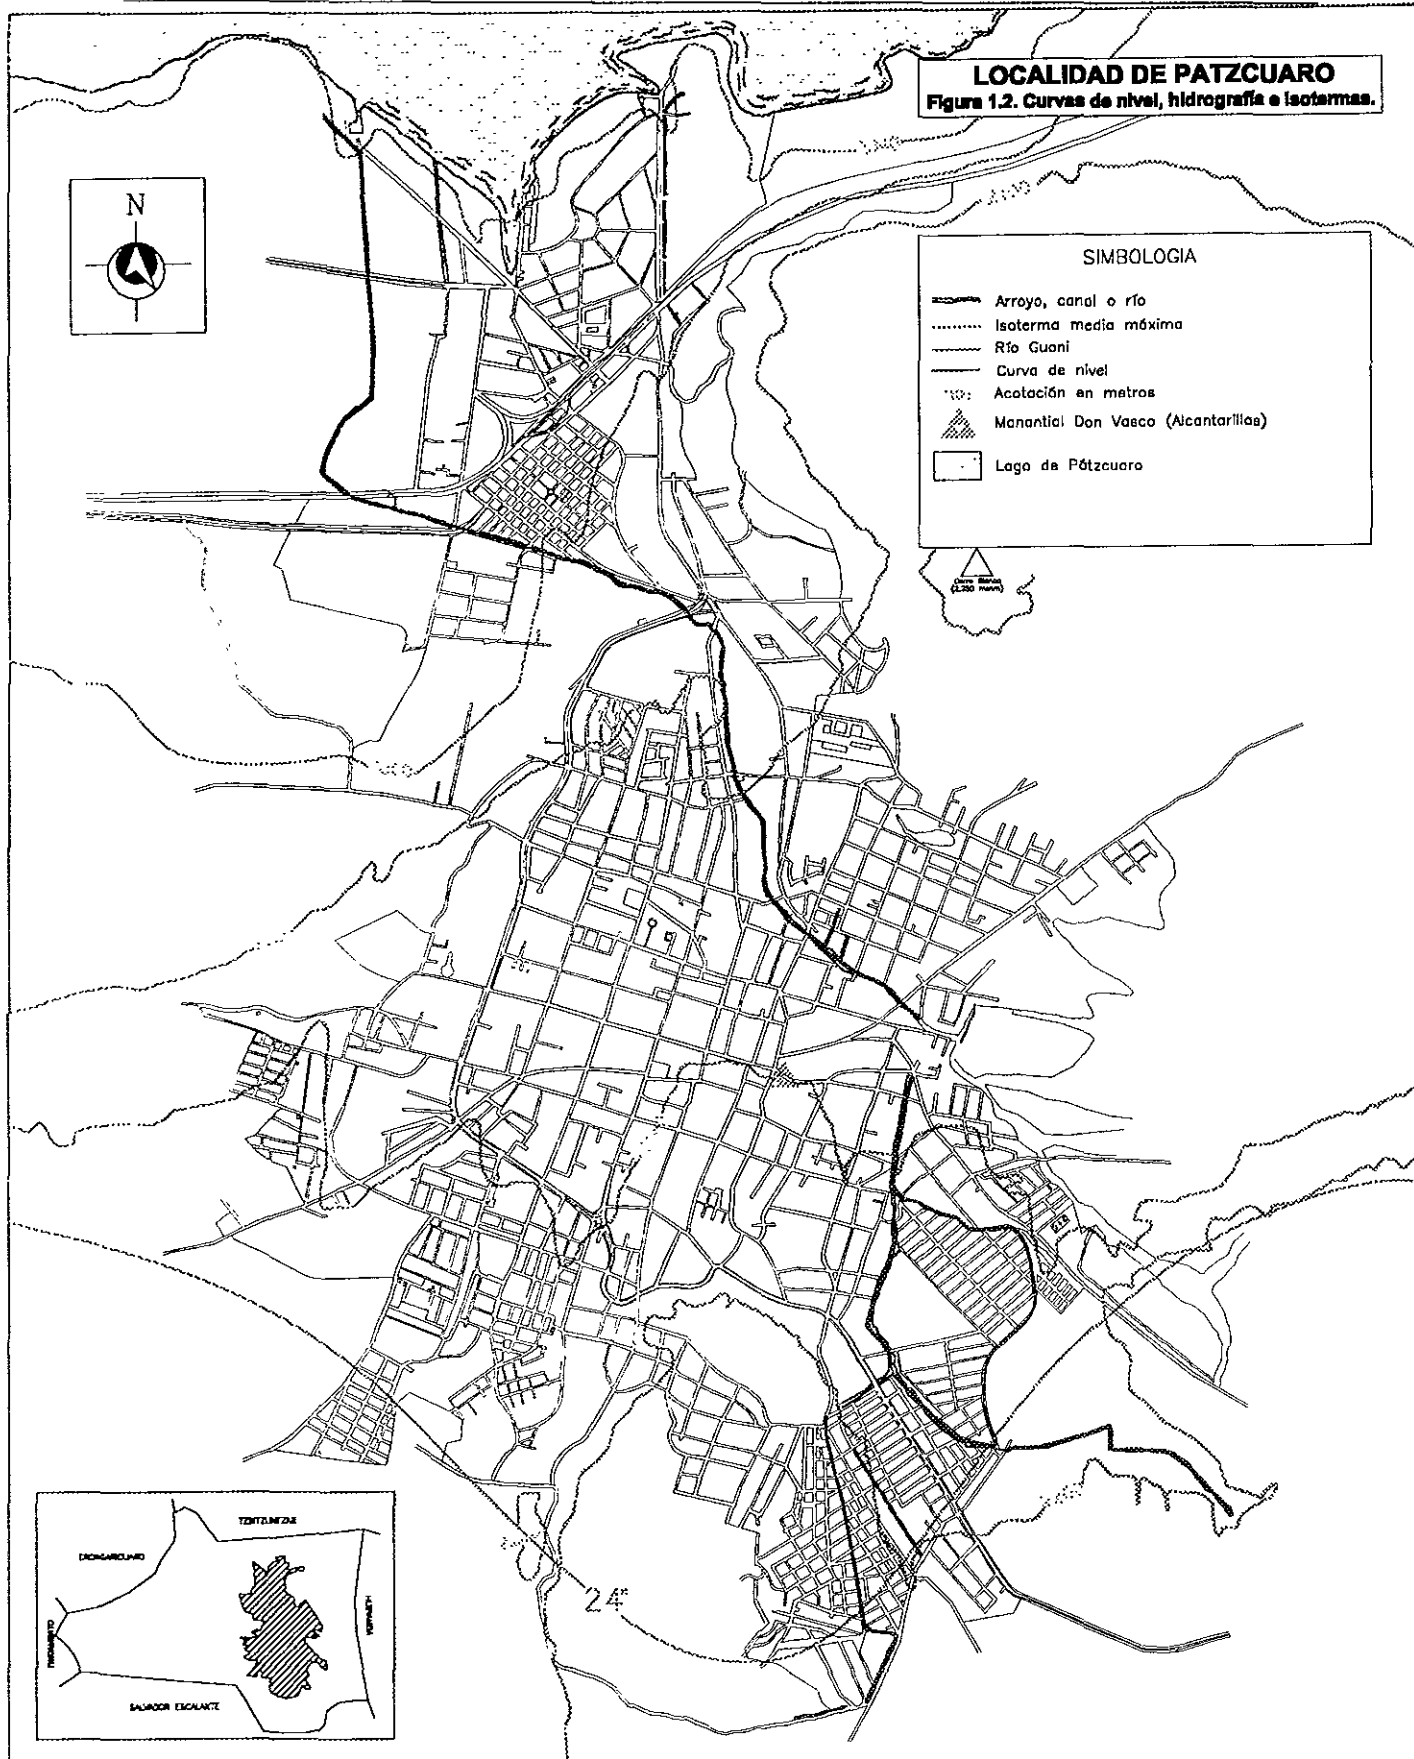 LOCALIDAD DE PATZCUARO
Figura 1.2. Curvas de nivel, hidrografía e isotermas.
N
SIMBOLOGIA
Arroyo, canal o río
Isoterma media máxima
Río Guani
Curva de nivel
Acotación en metros
Manantial Don Vasco (Alcantarillas)
Lago de Pátzcuaro
24°
TZINTZUNTZAN
ERONGARICUARO
SALVADOR ESCALANTE